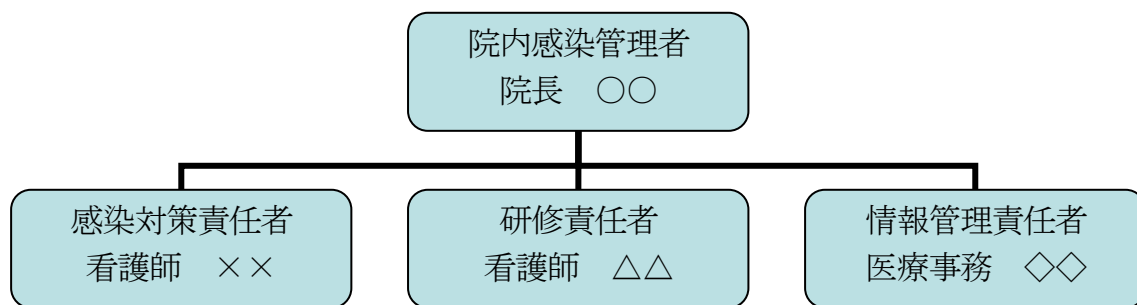 院内感染管理者
院長　○○
感染対策責任者
看護師　××
研修責任者
看護師　△△
情報管理責任者
医療事務　◇◇